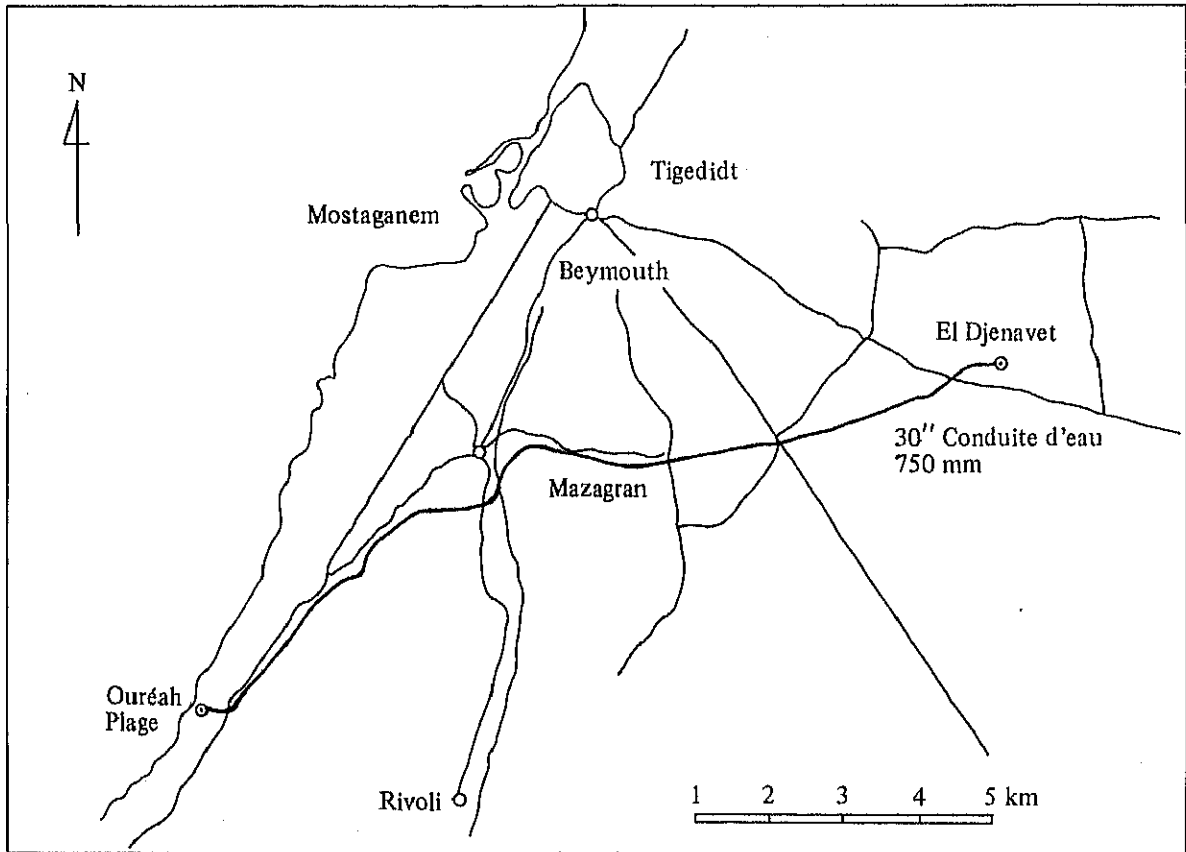 N
Tigedidt
Mostaganem
Beymouth
El Djenavet
30" Conduite d'eau
750 mm
Mazagran
Ouréah
Plage
Rivoli
1 2 3 4 5 km